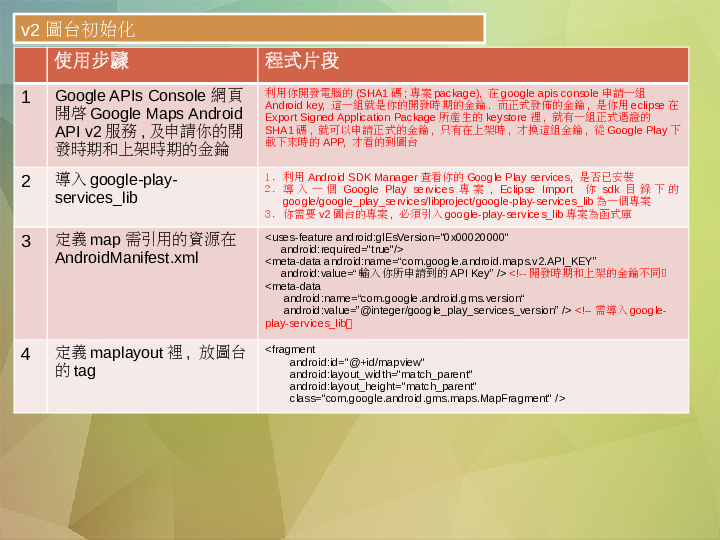 v2 圖台初始化
使用步驟 程式片段
1
Google APIs Console 網頁
開啓 Google Maps Android
API v2 服務 , 及申請你的開
發時期和上架時期的金鑰
利用你開發電腦的 (SHA1 碼 ; 專案 package), 在 google apis console 申請一組
Android key, 這一組就是你的開發時期的金鑰 . 而正式發佈的金鑰 , 是你用 eclipse 在
Export Signed Application Package 所産生的 keystore 裡 , 就有一組正式憑證的
SHA1 碼 , 就可以申請正式的金鑰 , 只有在上架時 , 才換這組金鑰 , 從 Google Play 下
載下來時的 APP, 才看的到圖台
2
導入 google-play-
services_lib
1. 利用 Android SDK Manager 查看你的 Google Play services, 是否已安裝
2. 導入一個 Google Play services 專案 , Eclipse Import 你 sdk 目錄下的
google/google_play_services/libproject/google-play-services_lib 為一個專案
3. 你需要 v2 圖台的專案 , 必須引入 google-play-services_lib 專案為函式庫
3
定義 map 需引用的資源在
AndroidManifest.xml
<uses-feature android:glEsVersion="0x00020000"
android:required="true"/>
<meta-data android:name=“com.google.android.maps.v2.API_KEY”
android:value=“ 輸入你所申請到的 API Key” /> <!-- 開發時期和上架的金鑰不同
<meta-data
android:name=“com.google.android.gms.version“
android:value=”@integer/google_play_services_version” /> <!-- 需導入 google-
play-services_lib
4
定義 maplayout 裡 , 放圖台
的 tag
<fragment
android:id="@+id/mapview"
android:layout_width="match_parent"
android:layout_height="match_parent"
class="com.google.android.gms.maps.MapFragment" />